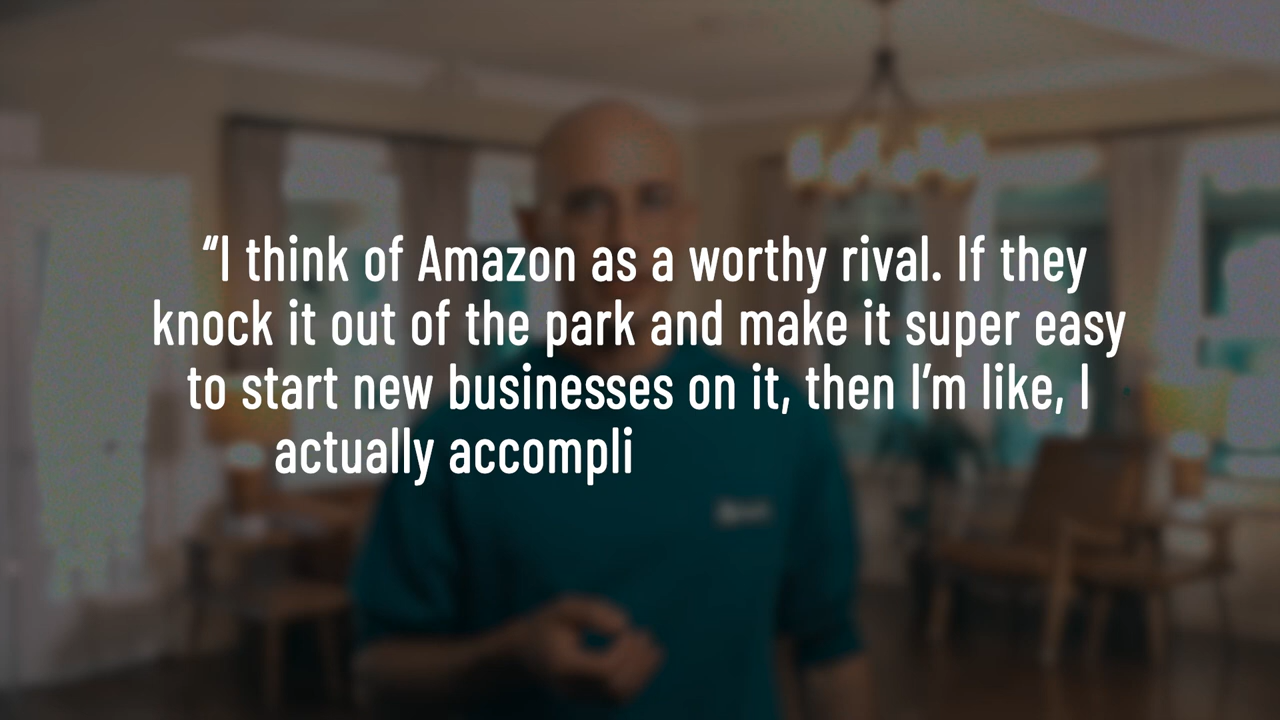 “I think of Amazon as a worthy rival. If they
knock it out of the park and make it super easy
to start new businesses on it, then I’m like, I
actually accompli